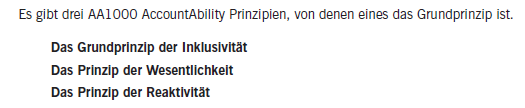 Es gibt drei AA1000 AccountAbility Prinzipien, von denen eines das Grundprinzip ist.
Das Grundprinzip der Inklusivität
Das Prinzip der Wesentlichkeit
Das Prinzip der Reaktivität